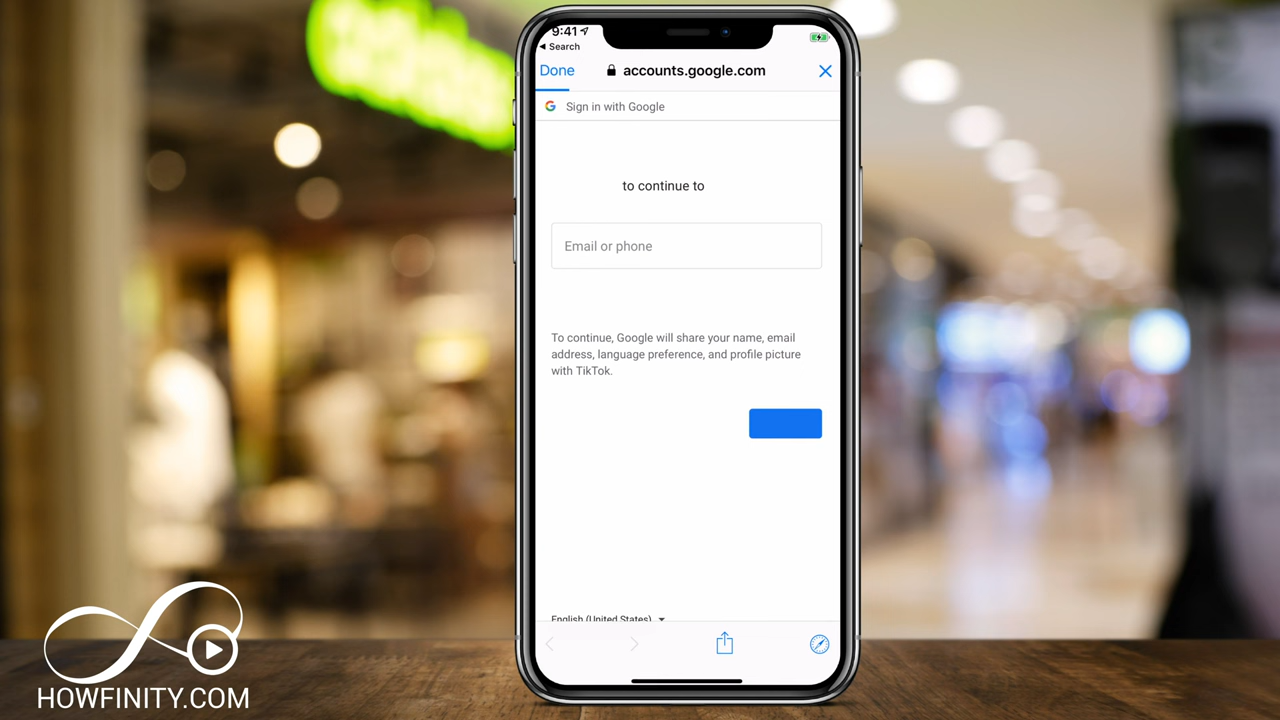 9:41
Search
Done
accounts.google.com
Sign in with Google
to continue to
Email or phone
To continue, Google will share your name, email
address, language preference, and profile picture
with TikTok.
English (United States)
HOWFINITY.COM